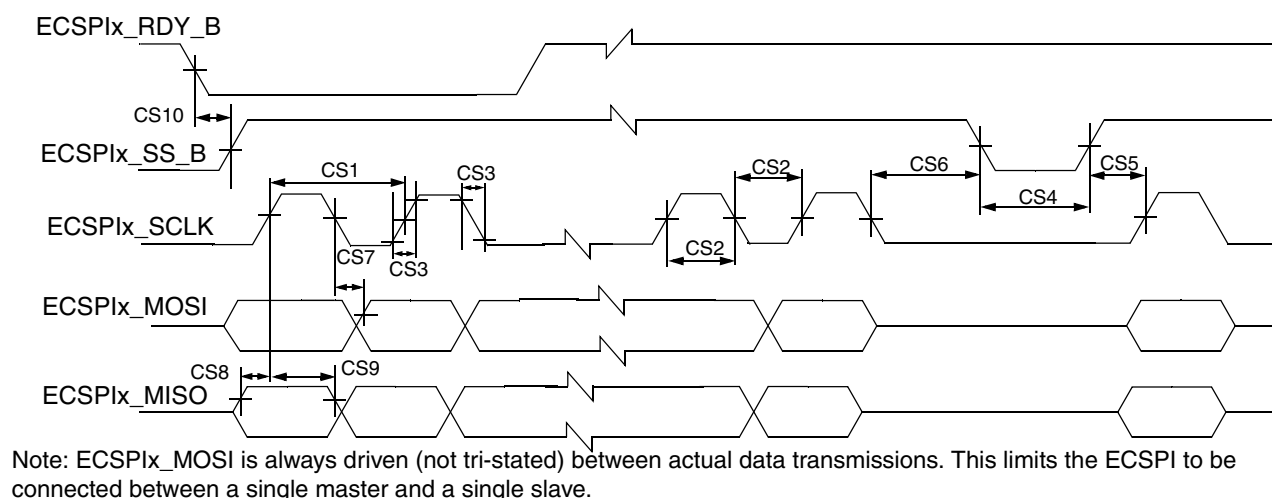 ECSPIx_RDY_B
CS10
ECSPIx_SS_B
CS1
CS3
CS2
CS6
CS5
CS4
ECSPIx_SCLK
CS7
CS3
CS2
ECSPIx_MOSI
CS8
CS9
ECSPIx_MISO
Note: ECSPIx_MOSI is always driven (not tri-stated) between actual data transmissions. This limits the ECSPI to be
connected between a single master and a single slave.